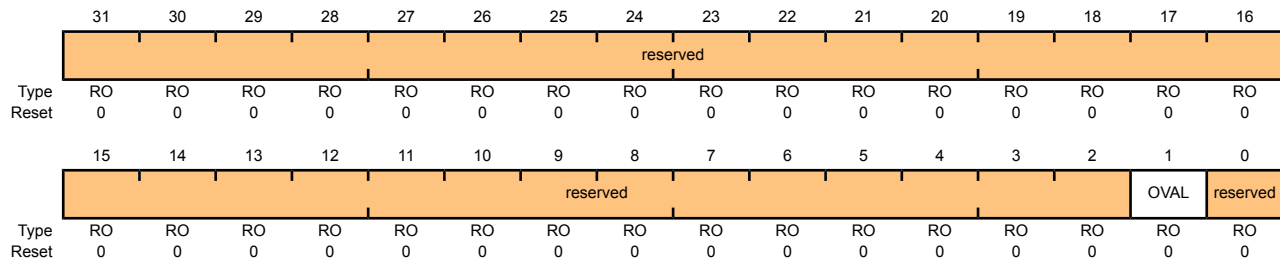 31 30 29 28 27 26 25 24 23 22 21 20 19 18 17 16
reserved
Type RO RO RO RO RO RO RO RO RO RO RO RO RO RO RO RO
Reset 0 0 0 0 0 0 0 0 0 0 0 0 0 0 0 0
15 14 13 12 11 10 9 8 7 6 5 4 3 2 1 0
reserved OVAL reserved
Type RO RO RO RO RO RO RO RO RO RO RO RO RO RO RO RO
Reset 0 0 0 0 0 0 0 0 0 0 0 0 0 0 0 0